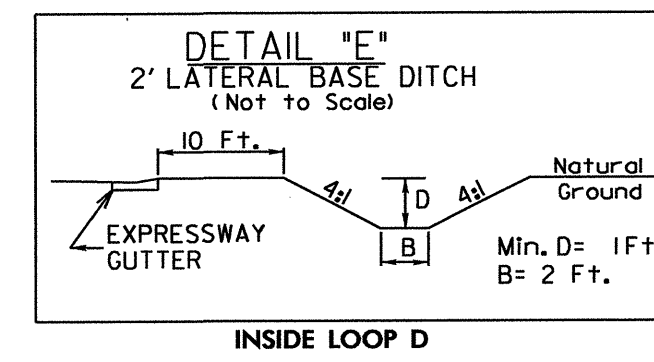 DETAIL "E"
2' LATERAL BASE DITCH
(Not to Scale)
10 Ft.
4:1
D
4:1
Natural
Ground
B
EXPRESSWAY
GUTTER
Min. D= 1Ft
B= 2 Ft.
INSIDE LOOP D